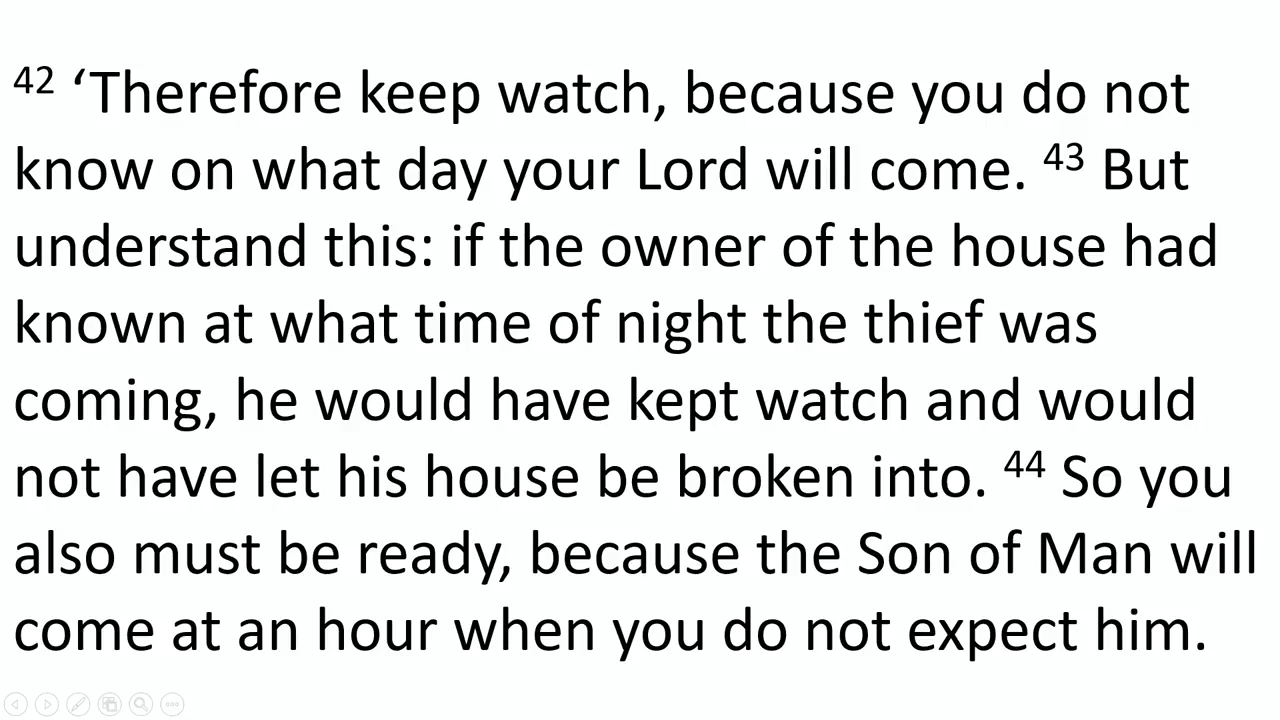 42 ‘Therefore keep watch, because you do not
know on what day your Lord will come. 43 But
understand this: if the owner of the house had
known at what time of night the thief was
coming, he would have kept watch and would
not have let his house be broken into. 44 So you
also must be ready, because the Son of Man will
come at an hour when you do not expect him.